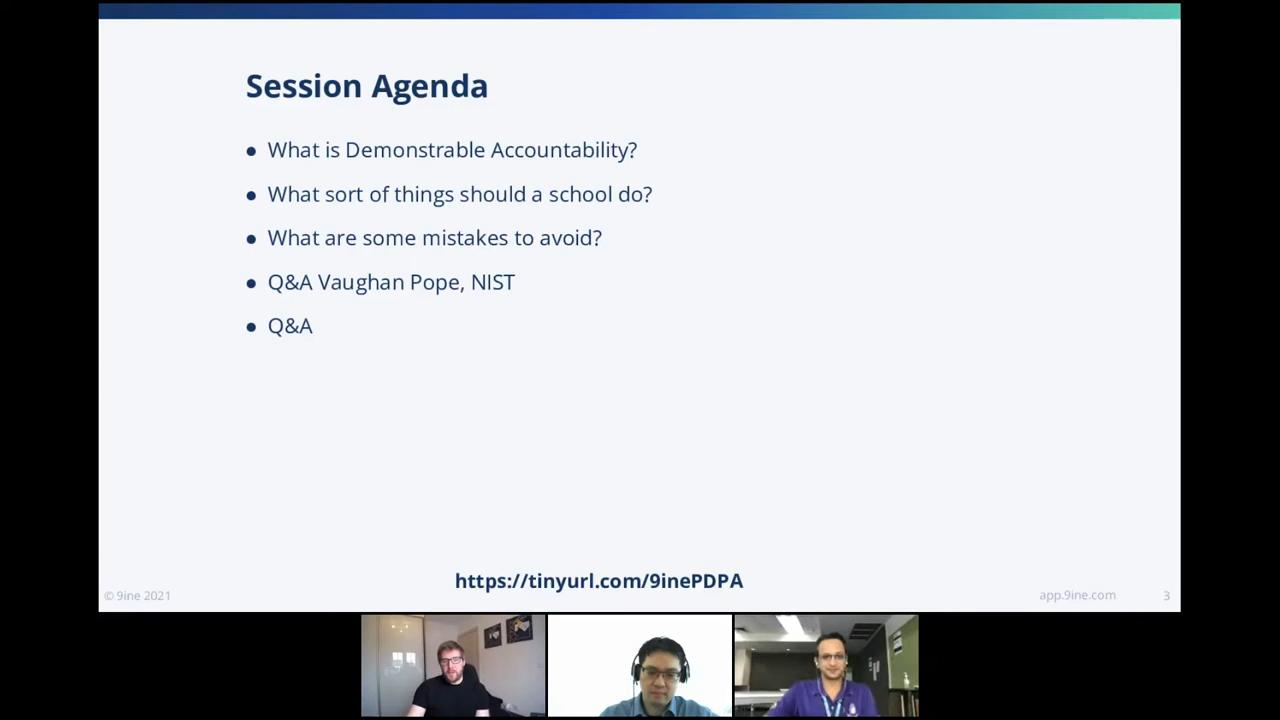 Session Agenda
● What is Demonstrable Accountability?
● What sort of things should a school do?
● What are some mistakes to avoid?
● Q&A Vaughan Pope, NIST
● Q&A
https://tinyurl.com/9inePDPA
© 9ine 2021
app.9ine.com
3